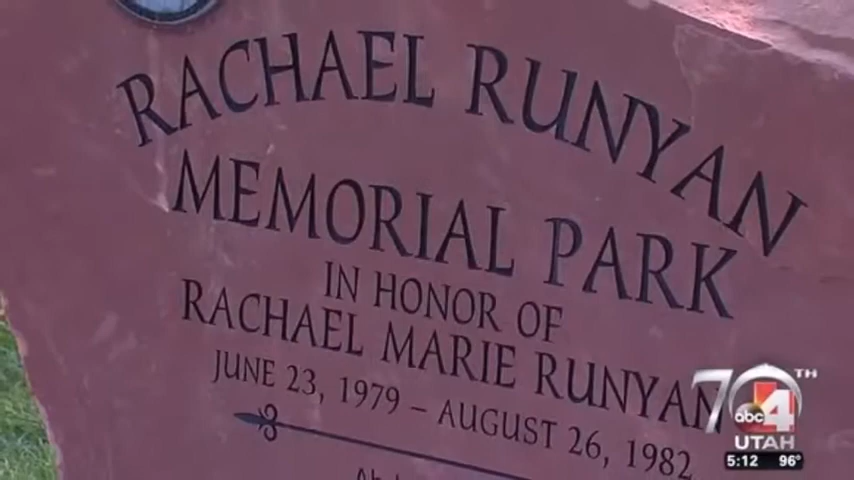 RACHAEL RUNYAN
MEMORIAL PARK
IN HONOR OF
RACHAEL MARIE RUNYAN
JUNE 23, 1979 – AUGUST 26, 1982
70TH
abc 4
UTAH
5:12 96°